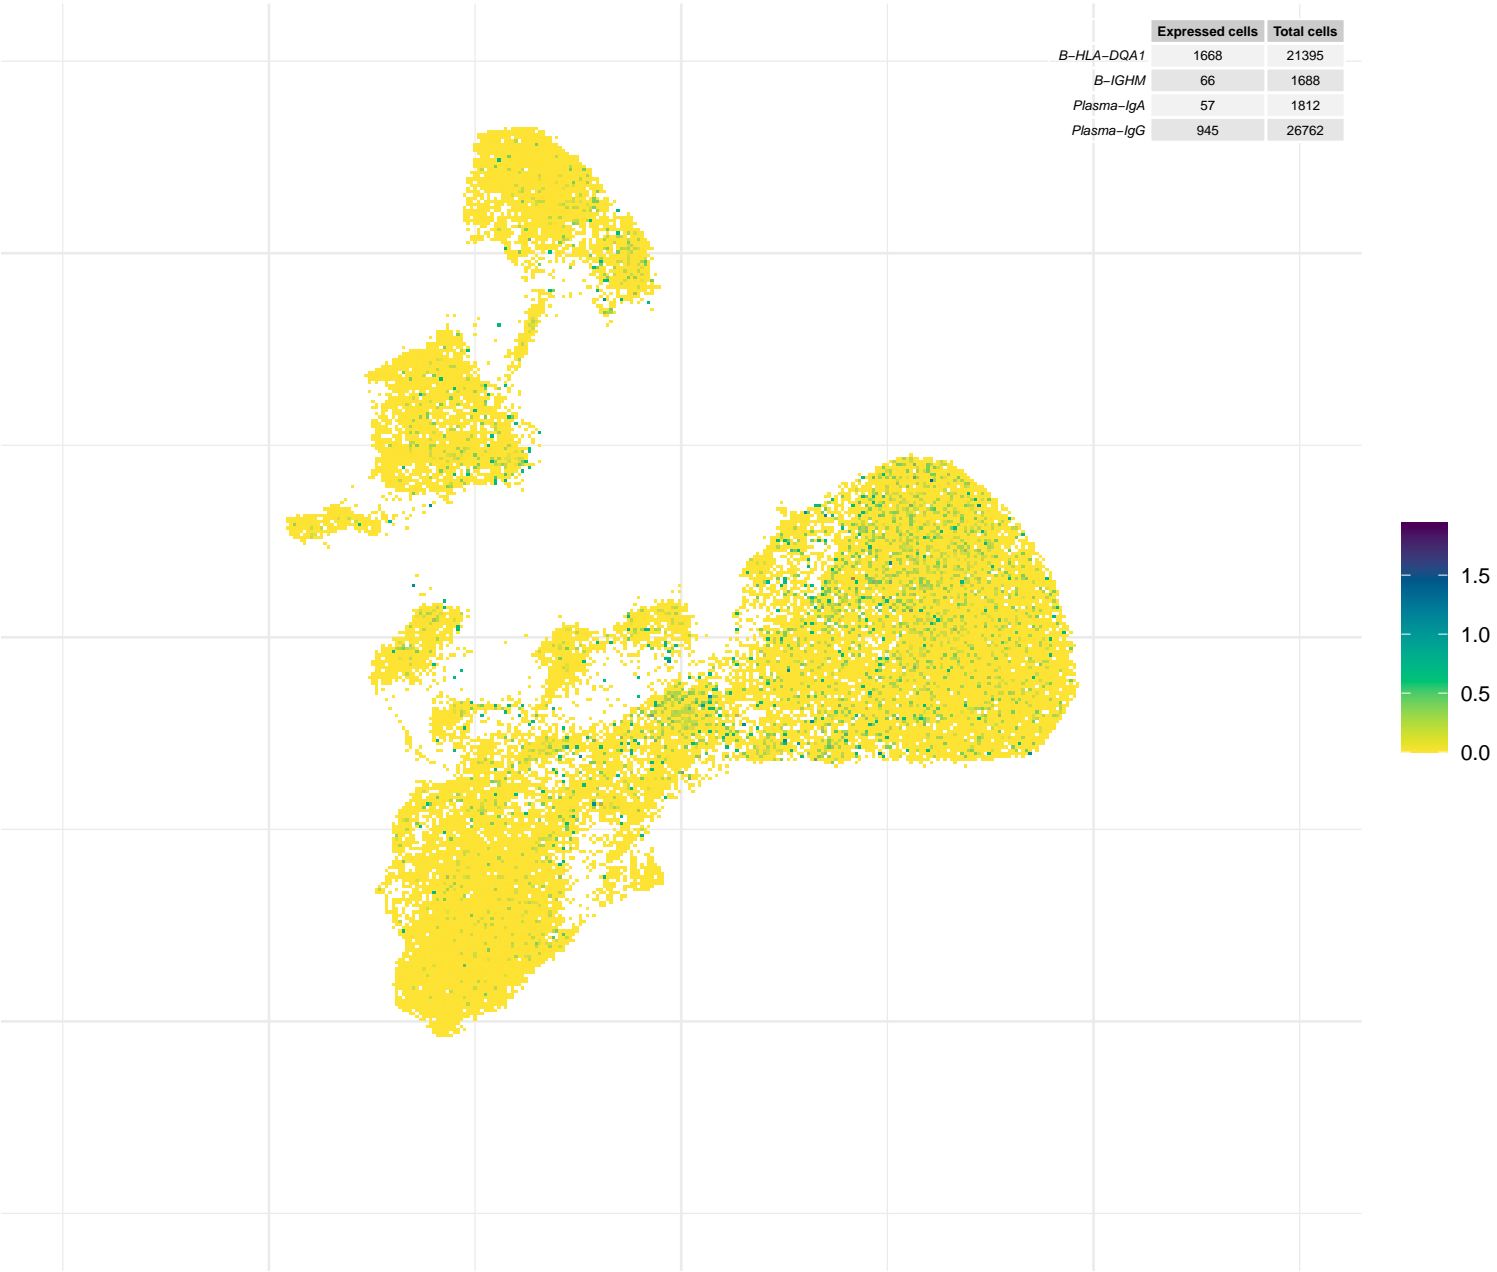 Expressed cells Total cells
B−HLA−DQA1 1668 21395
B−IGHM 66 1688
Plasma−IgA 57 1812
Plasma−IgG 945 26762
1.5
1.0
0.5
0.0